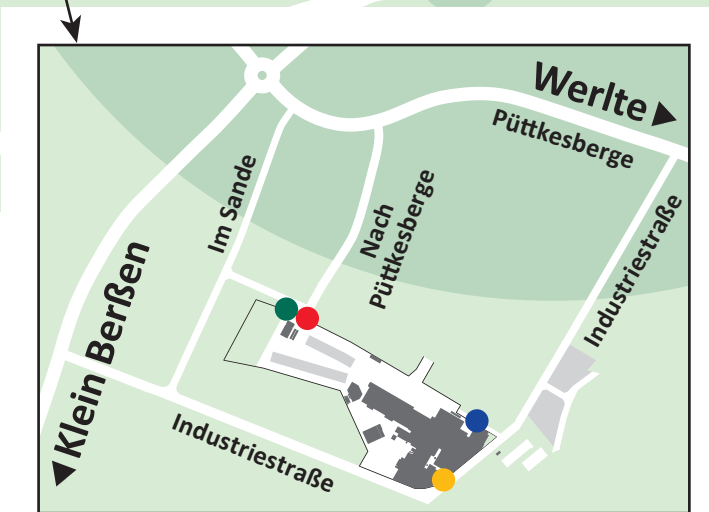 Werlte
Püttkesberge
Im Sande
Nach
Püttkesberge
Industriestraße
Klein Berßen
Industriestraße